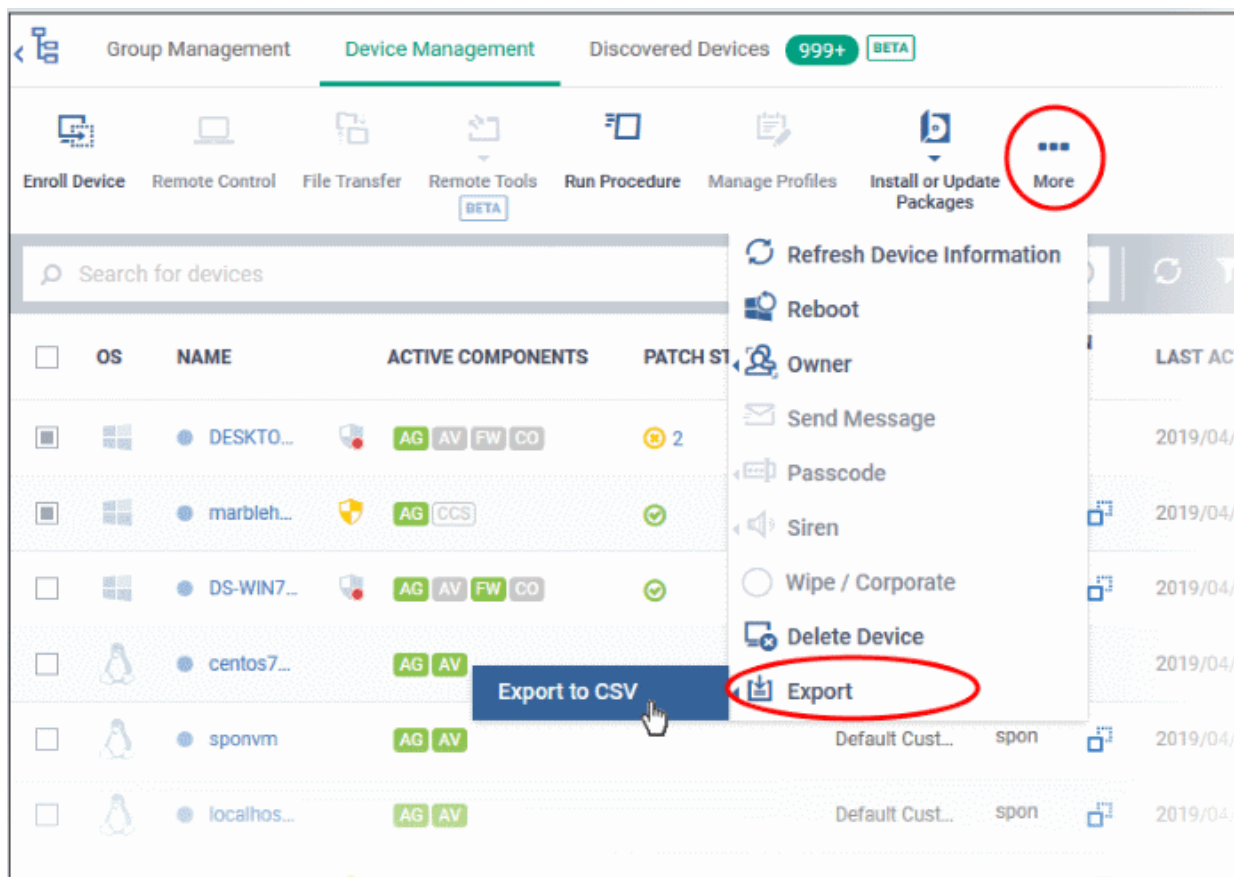 Group Management Device Management Discovered Devices 999+ BETA
Enroll Device Remote Control File Transfer Remote Tools Run Procedure Manage Profiles Install or Update Packages More
BETA
Search for devices
Refresh Device Information
Reboot
OS NAME ACTIVE COMPONENTS PATCH ST N LAST AC
Owner
Send Message
DESKTO... AG AV FW CO 2 2019/04/
Passcode
marbleh... AG CCS 2019/04/
Siren
DS-WIN7... AG AV FW CO 2019/04/
Wipe / Corporate
Delete Device
centos7... AG AV 2019/04/
Export to CSV Export
sponvm AG AV Default Cust... spon 2019/04/
localhos... AG AV Default Cust... spon 2019/04/